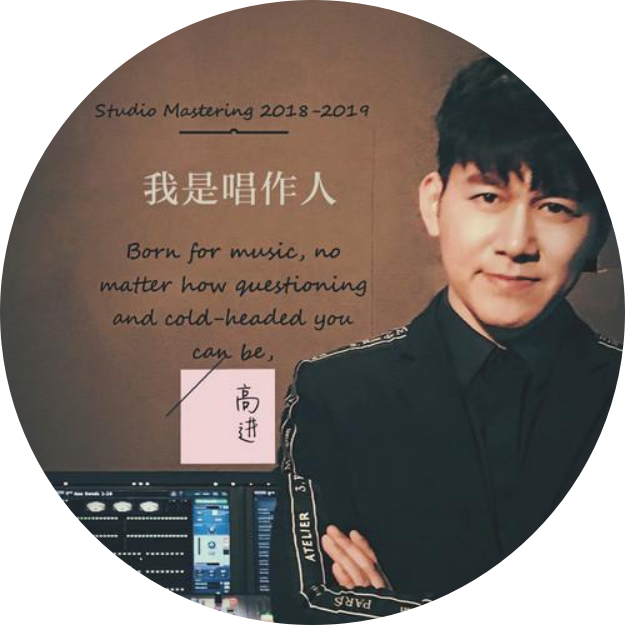 Studio Mastering 2018-2019
我是唱作人
Born for music, no
matter how questioning
and cold-headed you
can be,
高
进
ATELIER
PARIS